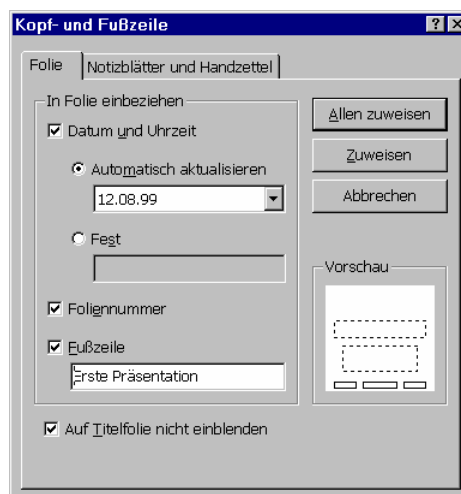 Kopf- und Fußzeile
Folie
Notizblätter und Handzettel
In Folie einbeziehen
Datum und Uhrzeit
Automatisch aktualisieren
12.08.99
Fest
Foliennummer
Fußzeile
Erste Präsentation
Auf Titelfolie nicht einblenden
Allen zuweisen
Zuweisen
Abbrechen
Vorschau